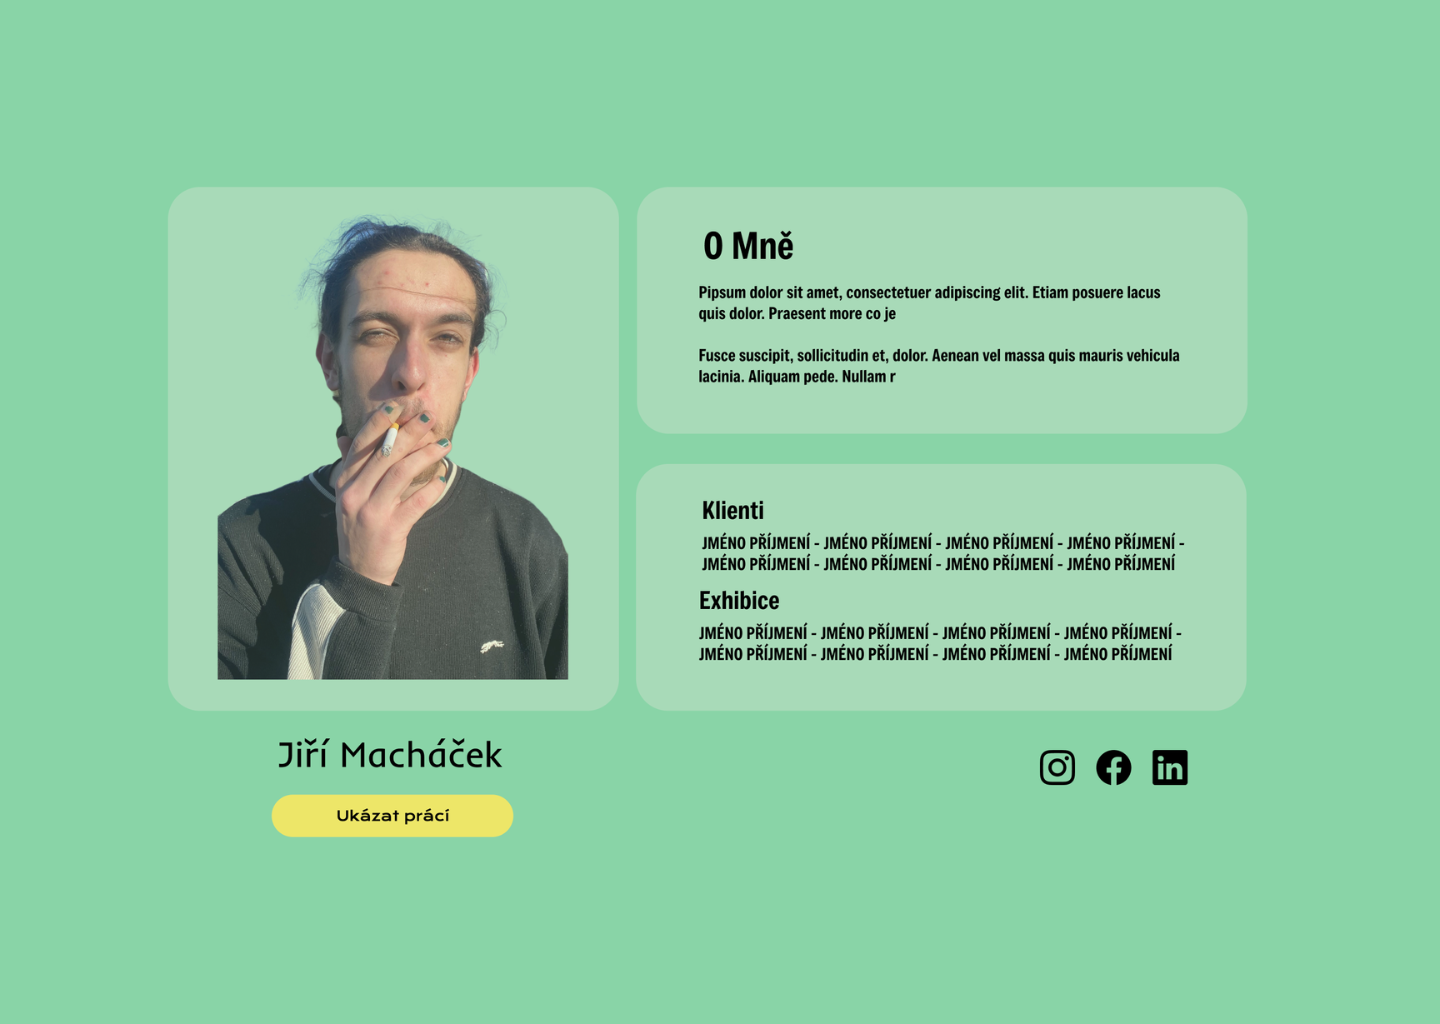 O Mně
Pipsum dolor sit amet, consectetuer adipiscing elit. Etiam posuere lacus
quis dolor. Praesent more co je
Fusce suscipit, sollicitudin et, dolor. Aenean vel massa quis mauris vehicula
lacinia. Aliquam pede. Nullam r
Klienti
JMÉNO PŘÍJMENÍ - JMÉNO PŘÍJMENÍ - JMÉNO PŘÍJMENÍ - JMÉNO PŘÍJMENÍ -
JMÉNO PŘÍJMENÍ - JMÉNO PŘÍJMENÍ - JMÉNO PŘÍJMENÍ - JMÉNO PŘÍJMENÍ
Exhibice
JMÉNO PŘÍJMENÍ - JMÉNO PŘÍJMENÍ - JMÉNO PŘÍJMENÍ - JMÉNO PŘÍJMENÍ -
JMÉNO PŘÍJMENÍ - JMÉNO PŘÍJMENÍ - JMÉNO PŘÍJMENÍ - JMÉNO PŘÍJMENÍ
Jiří Macháček
Ukázat prácí